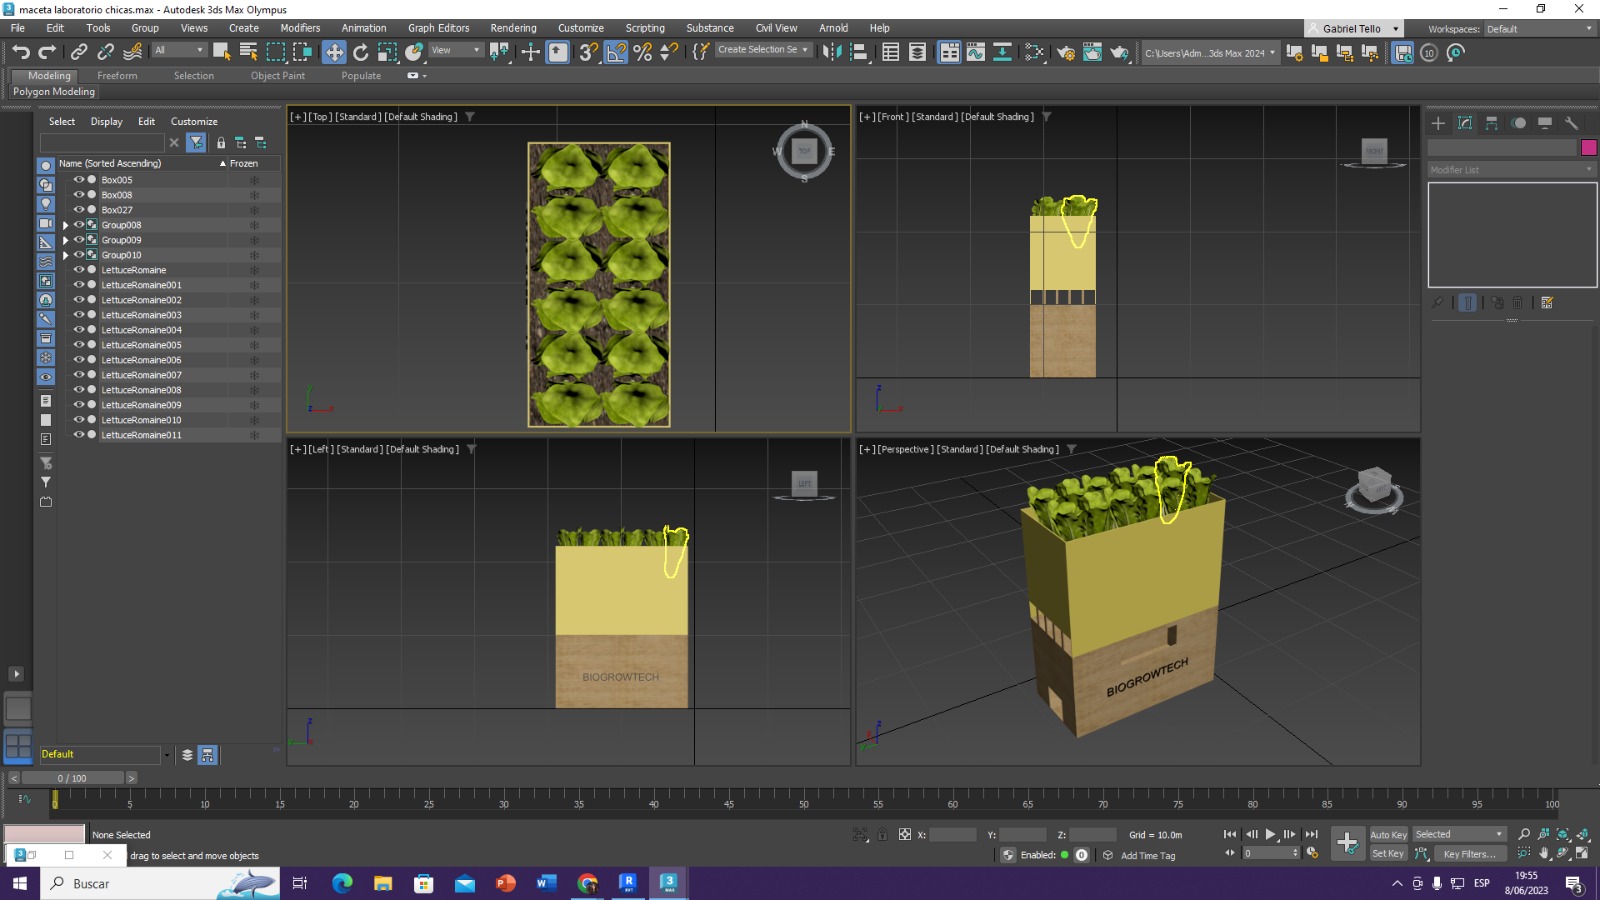 maceta laboratorio chicas.max - Autodesk 3ds Max Olympus
File Edit Tools Group Views Create Modifiers Animation Graph Editors Rendering Customize Scripting Substance Civil View Arnold Help
Gabriel Tello
Workspaces: Default
All
View
Create Selection Se
C:\Users\Adm...3ds Max 2024
Modeling Freeform Selection Object Paint Populate
Polygon Modeling
Select Display Edit Customize
Name (Sorted Ascending) Frozen
Box005
Box008
Box027
Group008
Group009
Group010
LettuceRomaine
LettuceRomaine001
LettuceRomaine002
LettuceRomaine003
LettuceRomaine004
LettuceRomaine005
LettuceRomaine006
LettuceRomaine007
LettuceRomaine008
LettuceRomaine009
LettuceRomaine010
LettuceRomaine011
Default
[+] [Top] [Standard] [Default Shading]
N
W TOP E
S
[+] [Front] [Standard] [Default Shading]
[+] [Left] [Standard] [Default Shading]
LEFT
BIOGROWTECH
[+] [Perspective] [Standard] [Default Shading]
BIOGROWTECH
Modifier List
< 0 / 100 >
0 5 10 15 20 25 30 35 40 45 50 55 60 65 70 75 80 85 90 95 100
None Selected
drag to select and move objects
X: Y: Z: Grid = 10.0m
Enabled: 0 Add Time Tag
0
Auto Key Selected
Set Key Key Filters...
Buscar
ESP
19:55
8/06/2023
3